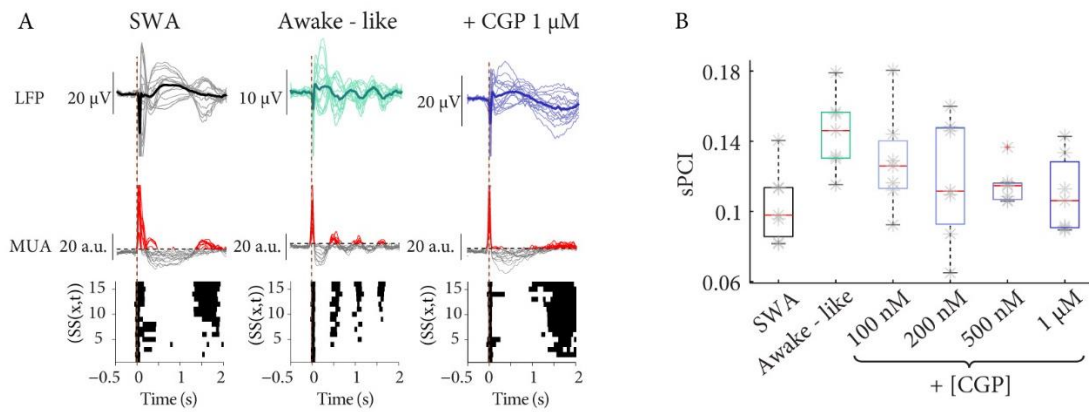 A
SWA
Awake - like
+ CGP 1 μM
LFP
20 μV
10 μV
20 μV
MUA
20 a.u.
20 a.u.
20 a.u.
(SS(x,t))
15
10
5
(SS(x,t))
15
10
5
(SS(x,t))
15
10
5
−0.5
0
1
2
−0.5
0
1
2
−0.5
0
1
2
Time (s)
Time (s)
Time (s)
B
sPCI
0.18
0.14
0.1
0.06
SWA
Awake - like
100 nM
200 nM
500 nM
1 μM
+ [CGP]